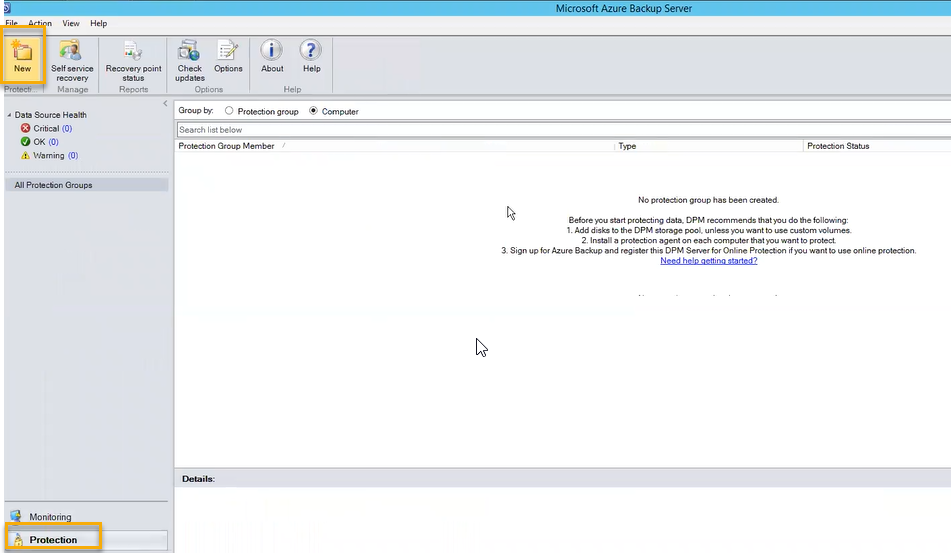 Microsoft Azure Backup Server
File Action View Help
New
Self service recovery
Recovery point status
Check updates
Options
About
Help
Protecti...
Manage
Reports
Options
Help
Data Source Health
Critical (0)
OK (0)
Warning (0)
All Protection Groups
Group by: Protection group Computer
Search list below
Protection Group Member / Type Protection Status
No protection group has been created.
Before you start protecting data, DPM recommends that you do the following:
1. Add disks to the DPM storage pool, unless you want to use custom volumes.
2. Install a protection agent on each computer that you want to protect.
3. Sign up for Azure Backup and register this DPM Server for Online Protection if you want to use online protection.
Need help getting started?
Details:
Monitoring
Protection